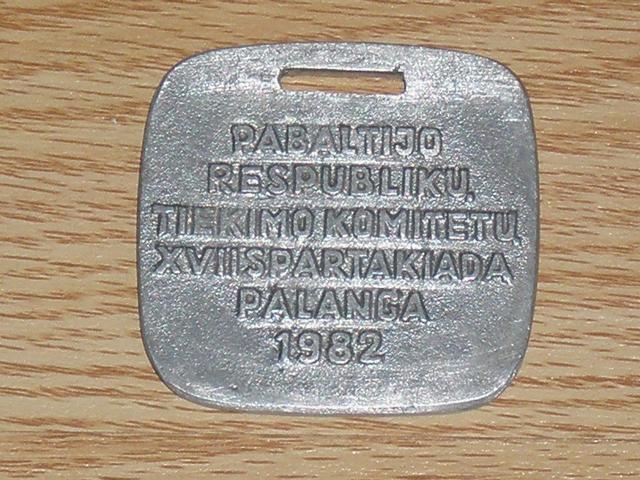 PABALTIJO
RESPUBLIKŲ
TIEKIMO KOMITETŲ
XVII SPARTAKIADA
PALANGA
1982